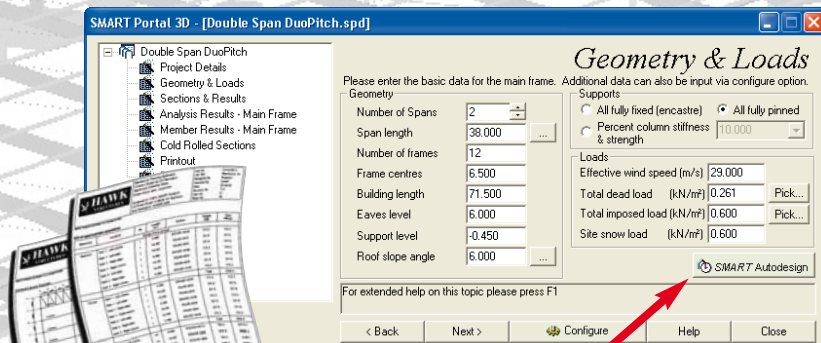 SMART Portal 3D - [Double Span DuoPitch.spd]
Double Span DuoPitch
Project Details
Geometry & Loads
Sections & Results
Analysis Results - Main Frame
Member Results - Main Frame
Cold Rolled Sections
Printout
Geometry & Loads
Please enter the basic data for the main frame. Additional data can also be input via configure option.
Geometry
Number of Spans 2
Span length 38.000 ...
Number of frames 12
Frame centres 6.500
Building length 71.500
Eaves level 6.000
Support level -0.450
Roof slope angle 6.000 ...
Supports
All fully fixed (encastre) All fully pinned
Percent column stiffness & strength 10.000
Loads
Effective wind speed (m/s) 29.000
Total dead load (kN/m²) 0.261 Pick...
Total imposed load (kN/m²) 0.600 Pick...
Site snow load (kN/m²) 0.600
SMART Autodesign
For extended help on this topic please press F1
< Back Next > Configure Help Close
HAWK
HAWK